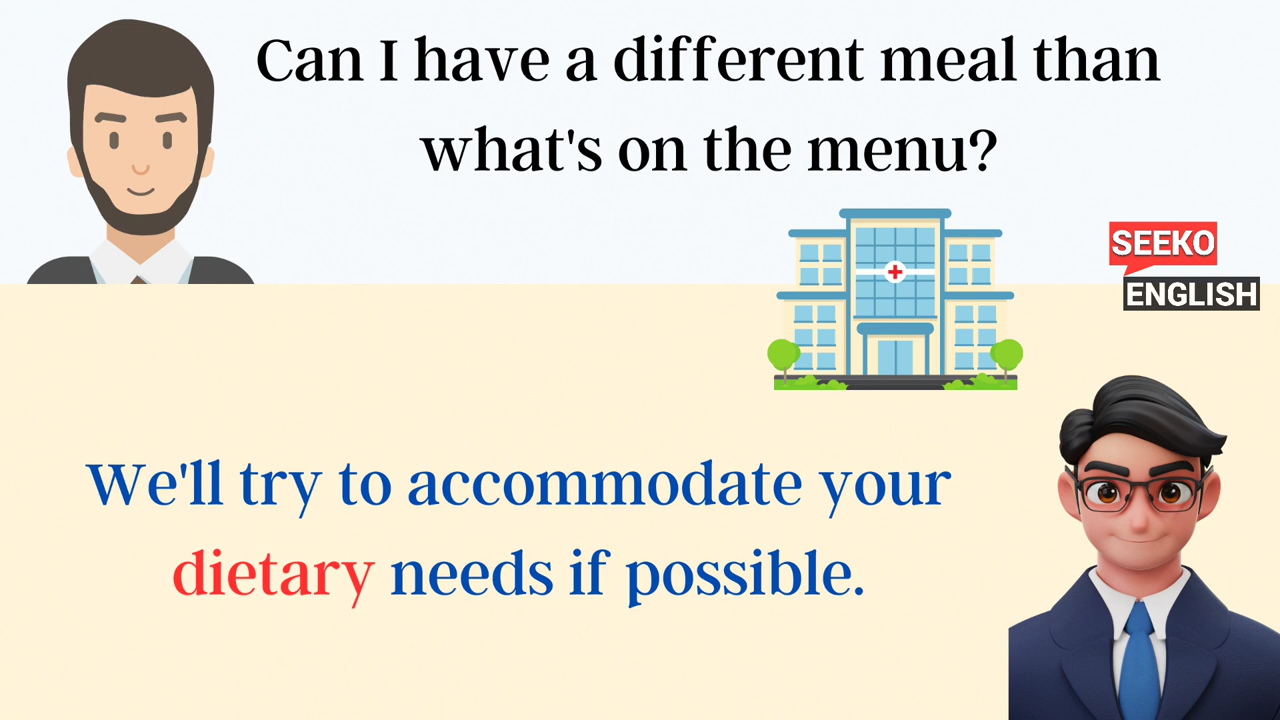 Can I have a different meal than
what's on the menu?
SEEKO
ENGLISH
We'll try to accommodate your
dietary needs if possible.